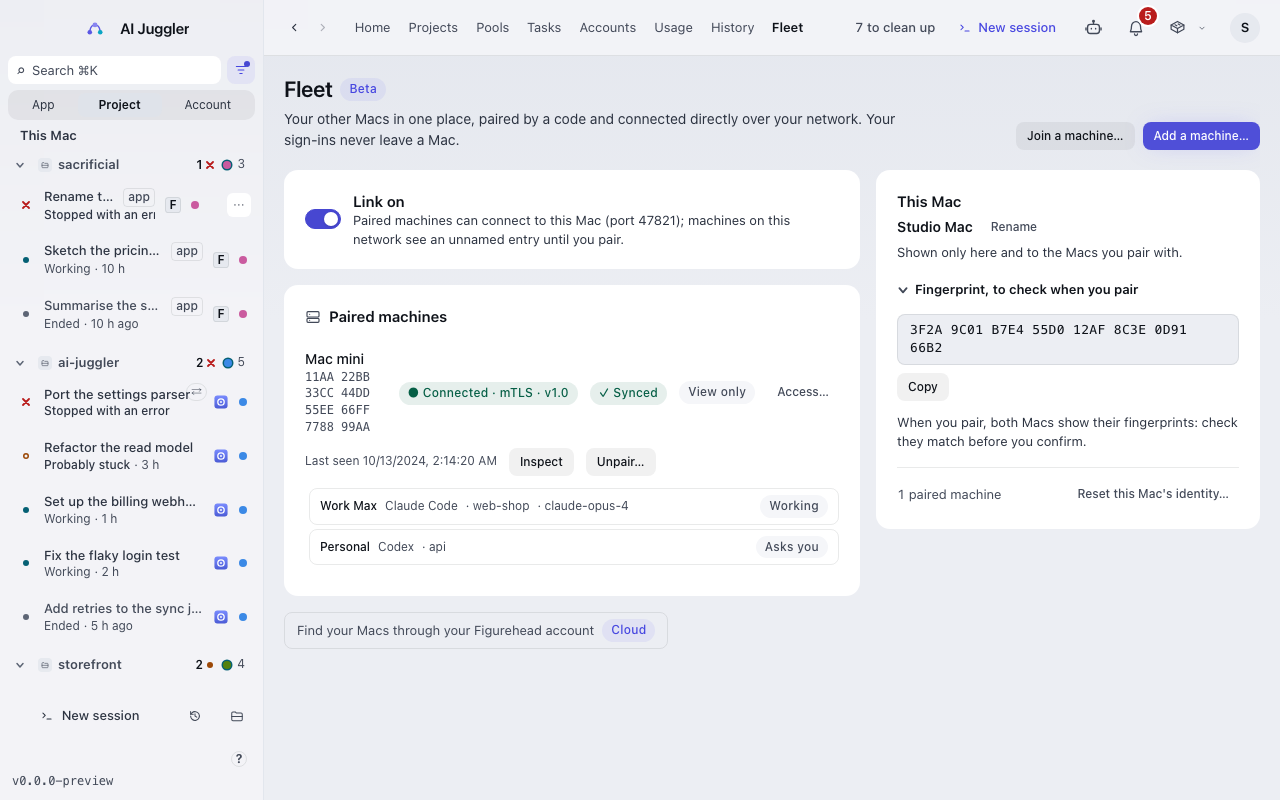 AI Juggler
Search ⌘K
App Project Account
This Mac
sacrificial 1 3
Rename t... app F
Stopped with an err
Sketch the pricin... app F
Working · 10 h
Summarise the s... app F
Ended · 10 h ago
ai-juggler 2 5
Port the settings parser
Stopped with an error
Refactor the read model
Probably stuck · 3 h
Set up the billing webh...
Working · 1 h
Fix the flaky login test
Working · 2 h
Add retries to the sync j...
Ended · 5 h ago
storefront 2 4
New session
?
v0.0.0-preview
Home Projects Pools Tasks Accounts Usage History Fleet 7 to clean up New session 5 S
Fleet Beta
Your other Macs in one place, paired by a code and connected directly over your network. Your
sign-ins never leave a Mac.
Join a machine... Add a machine...
Link on
Paired machines can connect to this Mac (port 47821); machines on this
network see an unnamed entry until you pair.
Paired machines
Mac mini
11AA 22BB
33CC 44DD
55EE 66FF
7788 99AA
Connected · mTLS · v1.0 ✓ Synced View only Access...
Last seen 10/13/2024, 2:14:20 AM Inspect Unpair...
Work Max Claude Code · web-shop · claude-opus-4 Working
Personal Codex · api Asks you
Find your Macs through your Figurehead account Cloud
This Mac
Studio Mac Rename
Shown only here and to the Macs you pair with.
Fingerprint, to check when you pair
3F2A 9C01 B7E4 55D0 12AF 8C3E 0D91
66B2
Copy
When you pair, both Macs show their fingerprints: check
they match before you confirm.
1 paired machine Reset this Mac's identity...